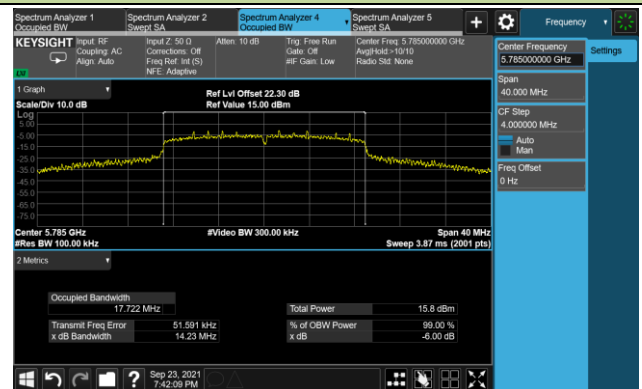 Spectrum Analyzer 1
Occupied BW
Spectrum Analyzer 2
Swept SA
Spectrum Analyzer 4
Occupied BW
Spectrum Analyzer 5
Swept SA
+
Frequency
KEYSIGHT
Input: RF
Coupling: AC
Align: Auto
Input Z: 50 Ω
Corrections: Off
Freq Ref: Int (S)
NFE: Adaptive
Atten: 10 dB
Trig: Free Run
Gate: Off
#IF Gain: Low
Center Freq: 5.785000000 GHz
Avg|Hold:>10/10
Radio Std: None
LXI
Center Frequency
5.785000000 GHz
Settings
Span
40.000 MHz
CF Step
4.000000 MHz
Auto
Man
Freq Offset
0 Hz
1 Graph
Scale/Div 10.0 dB
Ref Lvl Offset 22.30 dB
Ref Value 15.00 dBm
Log
5.00
-5.00
-15.0
-25.0
-35.0
-45.0
-55.0
-65.0
-75.0
Center 5.785 GHz
#Res BW 100.00 kHz
#Video BW 300.00 kHz
Span 40 MHz
Sweep 3.87 ms (2001 pts)
2 Metrics
Occupied Bandwidth
17.722 MHz
Total Power 15.8 dBm
Transmit Freq Error 51.591 kHz
% of OBW Power 99.00 %
x dB Bandwidth 14.23 MHz
x dB -6.00 dB
?
Sep 23, 2021
7:42:09 PM